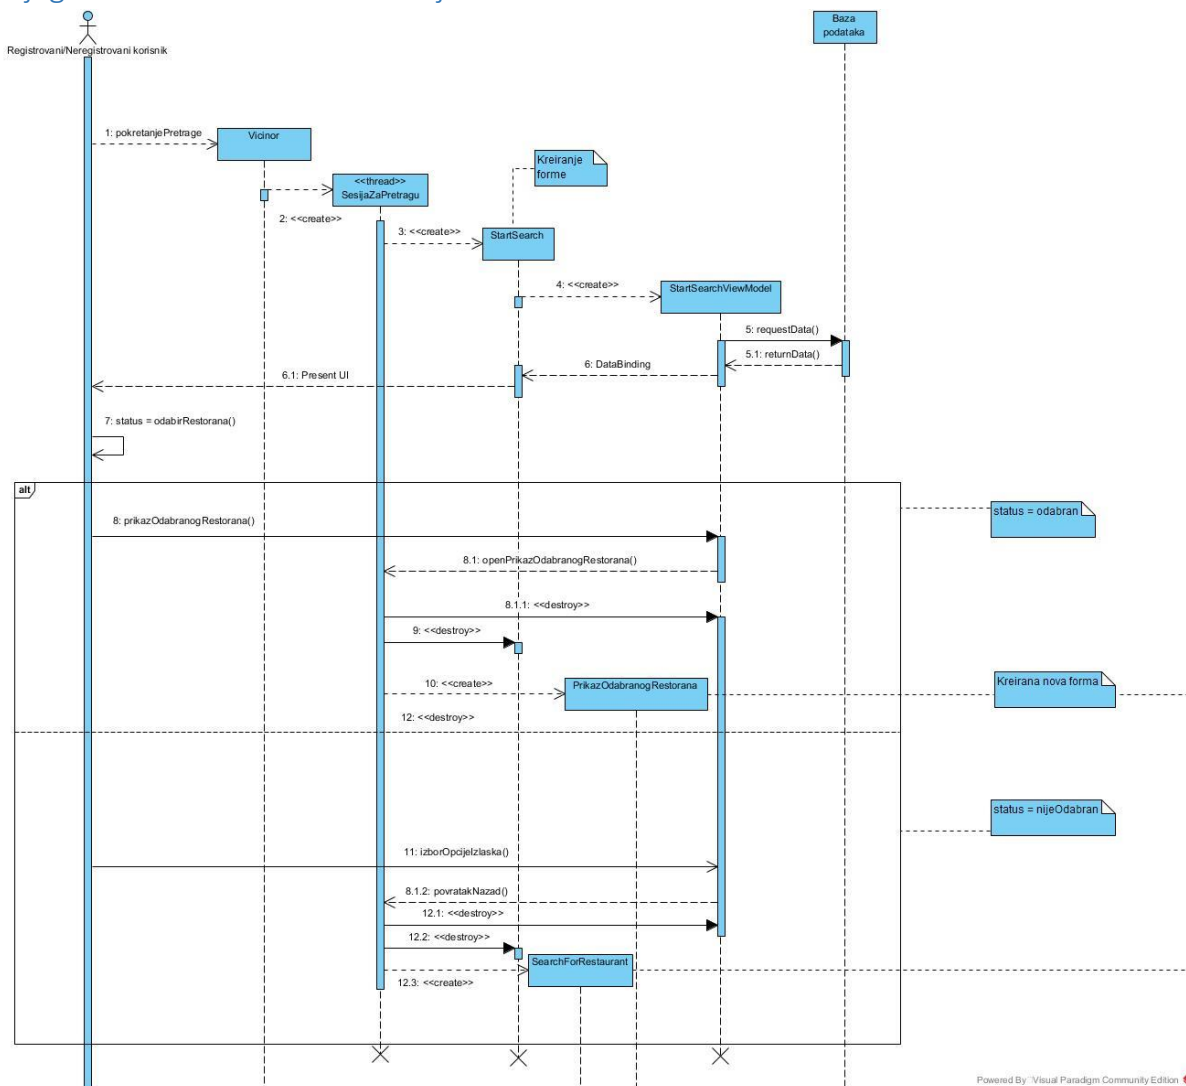 Registrovani/Neregistrovani korisnik
Baza
podataka
1: pokretanjePretrage
Vicinor
Kreiranje
forme
<<thread>>
SesijaZaPretragu
2: <<create>>
3: <<create>>
StartSearch
4: <<create>>
StartSearchViewModel
5: requestData()
5.1: returnData()
6: DataBinding
6.1: Present UI
7: status = odabirRestorana()
alt
status = odabran
8: prikazOdabranogRestorana()
8.1: openPrikazOdabranogRestorana()
8.1.1: <<destroy>>
9: <<destroy>>
10: <<create>>
PrikazOdabranogRestorana
Kreirana nova forma
12: <<destroy>>
status = nijeOdabran
11: izborOpcijeIzlaska()
8.1.2: povratakNazad()
12.1: <<destroy>>
12.2: <<destroy>>
SearchForRestaurant
12.3: <<create>>
Powered By Visual Paradigm Community Edition